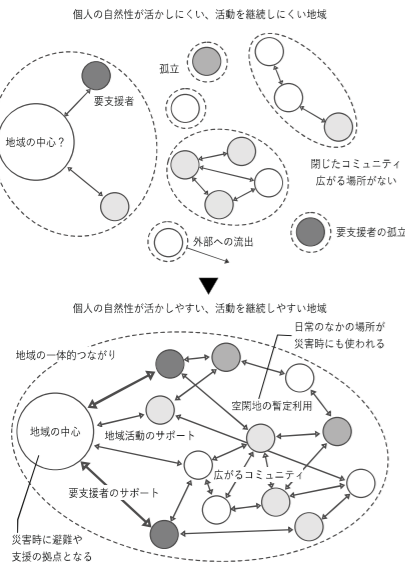 個人の自然性が活かしにくい、活動を継続しにくい地域
孤立
要支援者
地域の中心？
閉じたコミュニティ
広がる場所がない
要支援者の孤立
外部への流出
個人の自然性が活かしやすい、活動を継続しやすい地域
日常のなかの場所が
災害時にも使われる
地域の一体的つながり
空閑地の暫定利用
地域の中心
地域活動のサポート
広がるコミュニティ
要支援者のサポート
災害時に避難や
支援の拠点となる